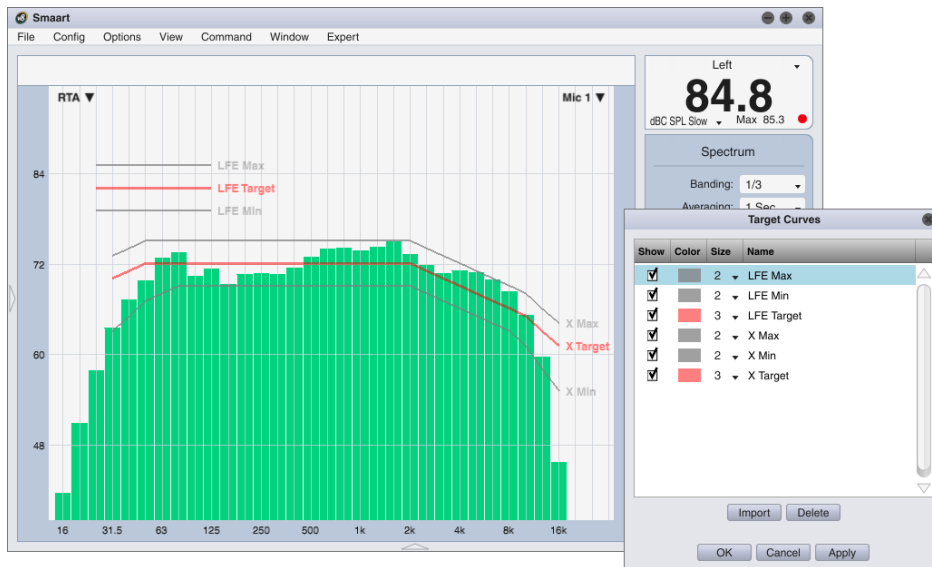 Smaart
File Config Options View Command Window Expert
RTA ▼
Mic 1 ▼
84
72
60
48
LFE Max
LFE Target
LFE Min
X Max
X Target
X Min
16 31.5 63 125 250 500 1k 2k 4k 8k 16k
Left
84.8
dBC SPL Slow Max 85.3
Spectrum
Banding: 1/3
Averaging: 1 Sec
Target Curves
Show Color Size Name
2 LFE Max
2 LFE Min
3 LFE Target
2 X Max
2 X Min
3 X Target
Import Delete
OK Cancel Apply